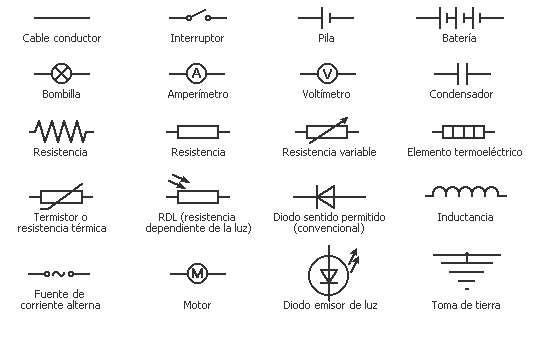 Cable conductor
Interruptor
Pila
Batería
Bombilla
A
Amperímetro
V
Voltímetro
Condensador
Resistencia
Resistencia
Resistencia variable
Elemento termoeléctrico
Termistor o
resistencia térmica
RDL (resistencia
dependiente de la luz)
Diodo sentido permitido
(convencional)
Inductancia
Fuente de
corriente alterna
M
Motor
Diodo emisor de luz
Toma de tierra